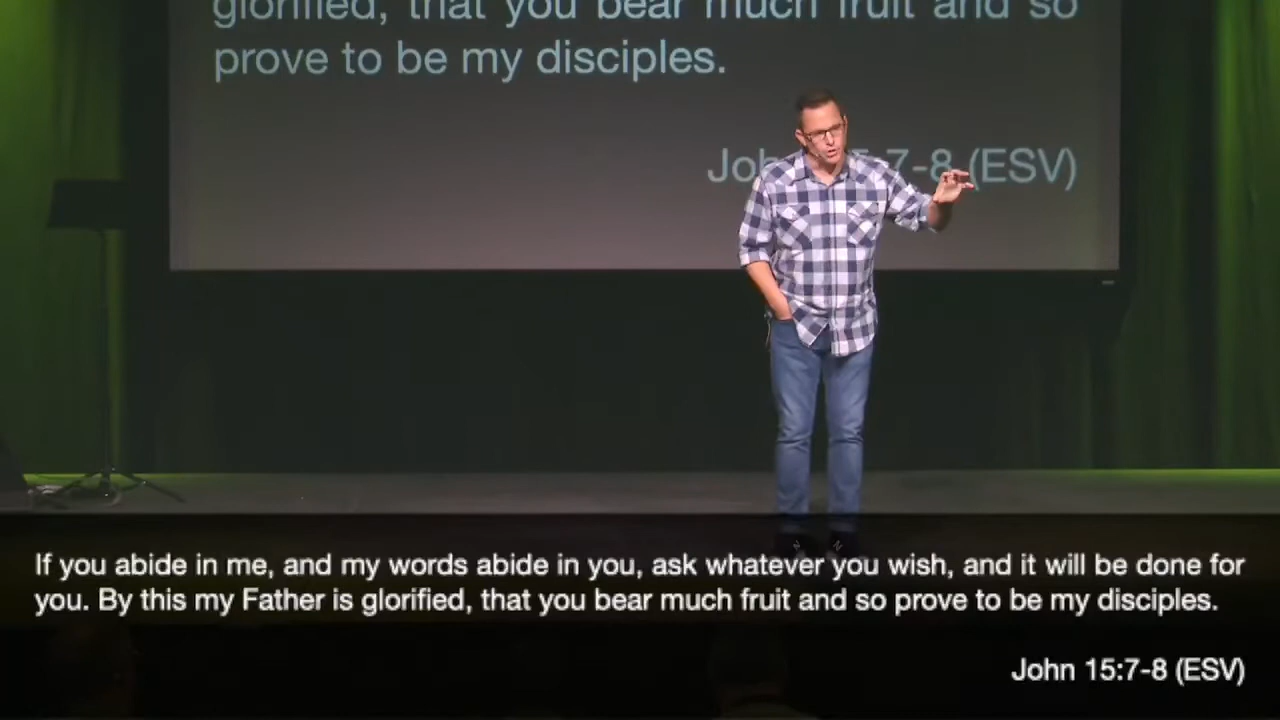 glorified, that you bear much fruit and so
prove to be my disciples.
John 15:7-8 (ESV)
If you abide in me, and my words abide in you, ask whatever you wish, and it will be done for
you. By this my Father is glorified, that you bear much fruit and so prove to be my disciples.
John 15:7-8 (ESV)